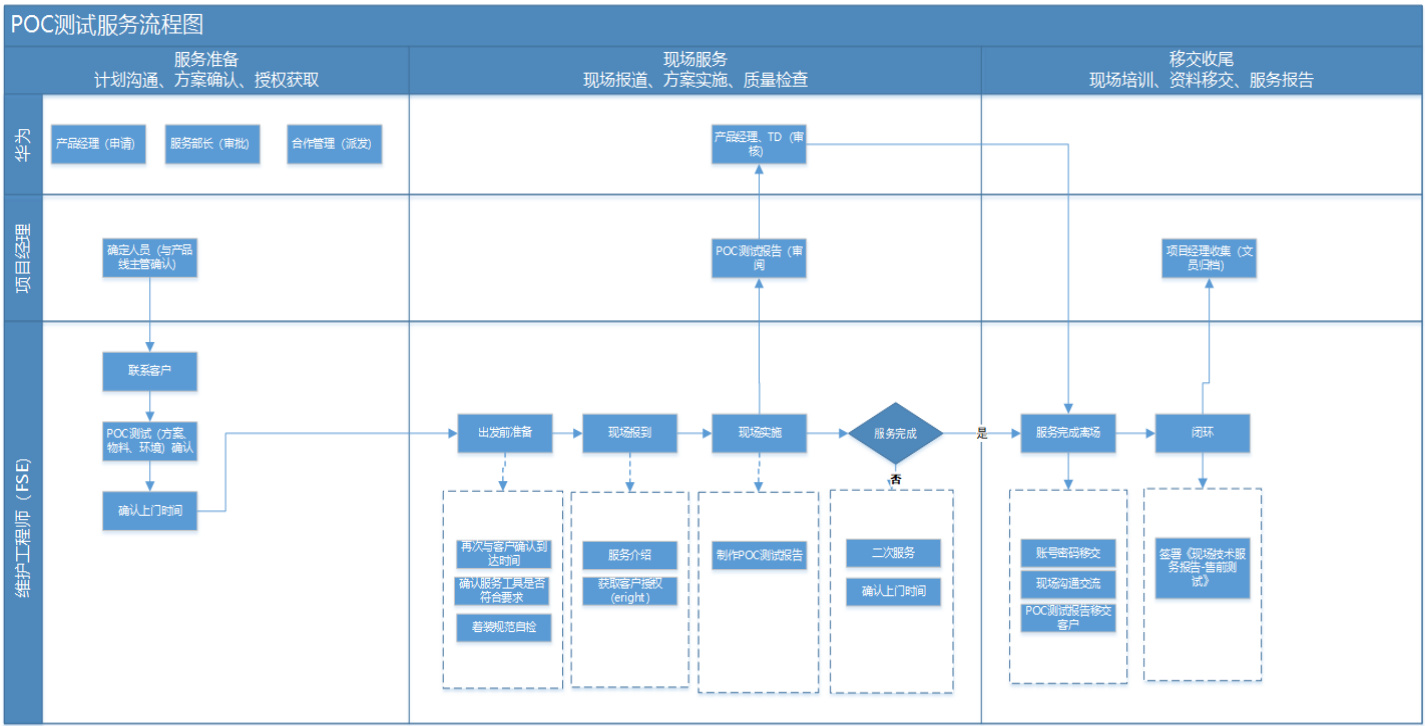 POC测试服务流程图
服务准备
计划沟通、方案确认、授权获取
现场服务
现场报道、方案实施、质量检查
移交收尾
现场培训、资料移交、服务报告
华为
产品经理（申请）
服务部长（审批）
合作管理（派发）
产品经理、TD（审
核）
项目经理
确定人员（与产品
线主管确认）
POC测试报告（审
阅）
项目经理收集（文
员归档）
维护工程师（FSE）
联系客户
POC测试（方案、
物料、环境）确认
确认上门时间
出发前准备
现场报到
现场实施
服务完成
是
否
服务完成离场
闭环
再次与客户确认到
达时间
确认服务工具是否
符合要求
着装规范自检
服务介绍
获取客户授权
（eright）
制作POC测试报告
二次服务
确认上门时间
账号密码移交
现场沟通交流
POC测试报告移交
客户
签署《现场技术服
务报告-售前测
试》